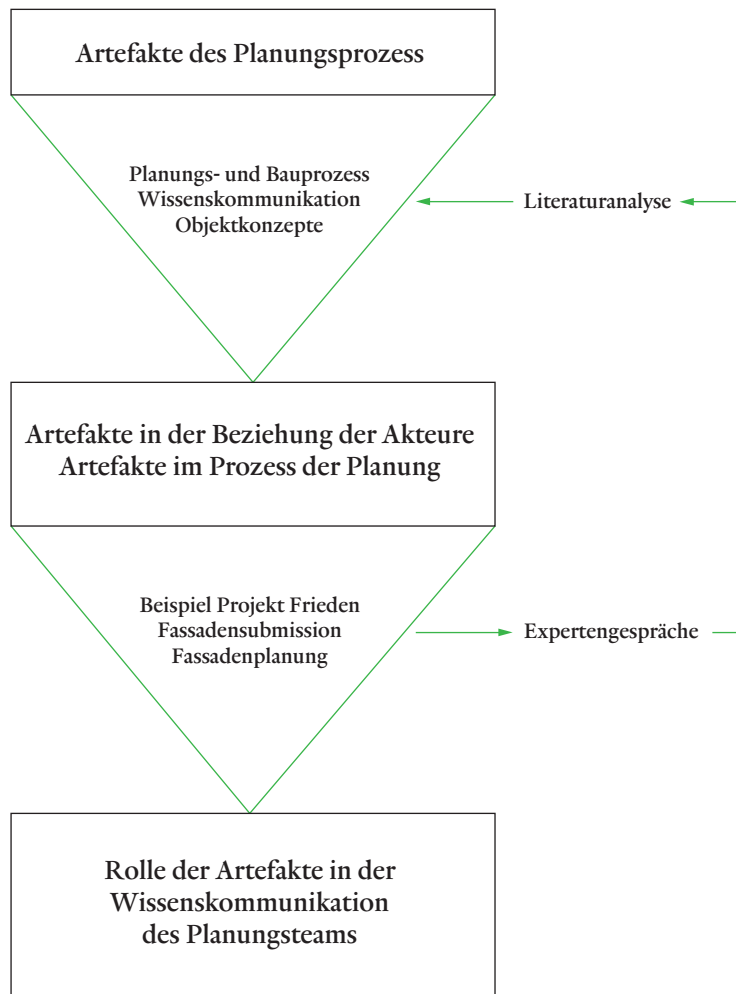 Artefakte des Planungsprozess
Planungs- und Bauprozess
Wissenskommunikation
Objektkonzepte
Literaturanalyse
Artefakte in der Beziehung der Akteure
Artefakte im Prozess der Planung
Beispiel Projekt Frieden
Fassadensubmission
Fassadenplanung
Expertengespräche
Rolle der Artefakte in der
Wissenskommunikation
des Planungsteams